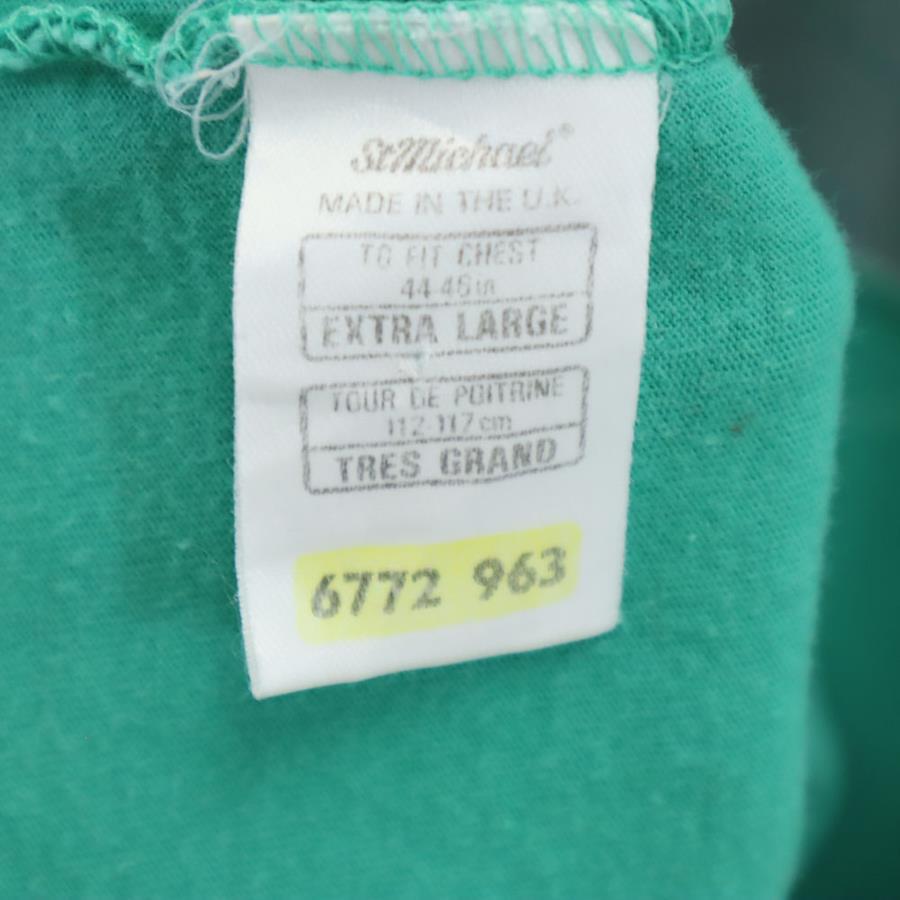 StMichael®
MADE IN THE U.K.
TO FIT CHEST
44-46in
EXTRA LARGE
TOUR DE POITRINE
112-117cm
TRES GRAND
6772 963